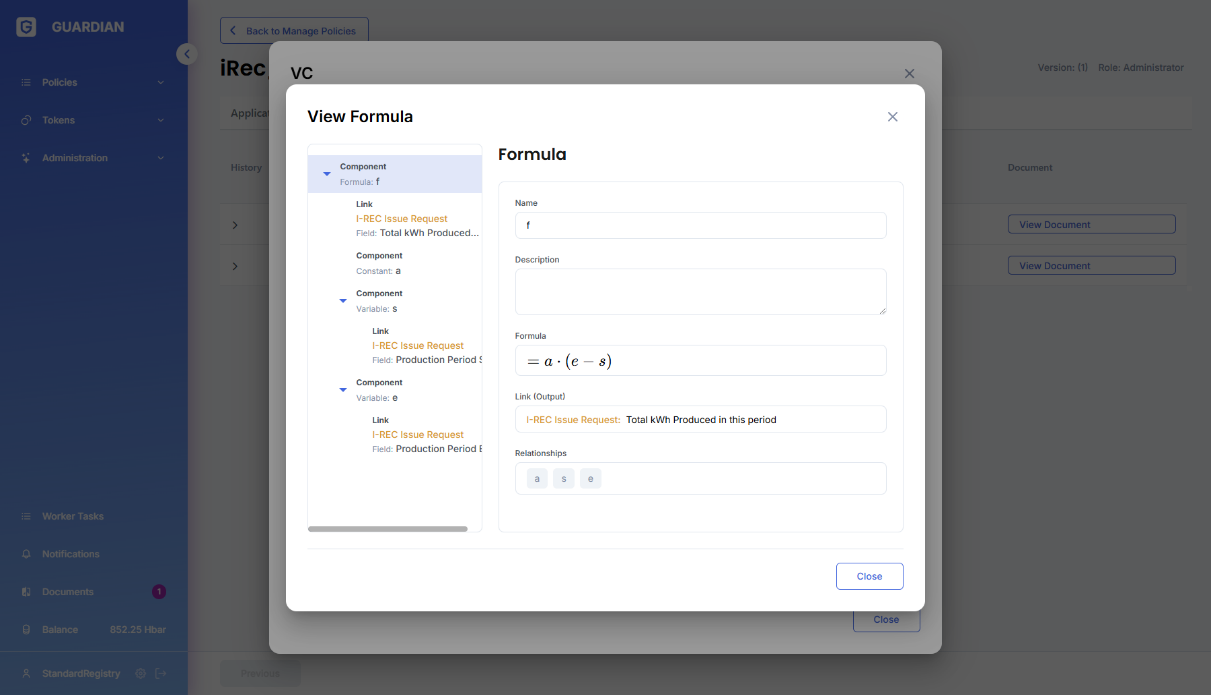 GUARDIAN
Policies
Tokens
Administration
Worker Tasks
Notifications
Documents 1
Balance 852.25 Hbar
StandardRegistry
Back to Manage Policies
iRec_
Version: (1) Role: Administrator
Applicat
History
Document
View Document
View Document
Previous
VC
Close
View Formula
Component
Formula: f
Link
I-REC Issue Request
Field: Total kWh Produced...
Component
Constant: a
Component
Variable: s
Link
I-REC Issue Request
Field: Production Period S
Component
Variable: e
Link
I-REC Issue Request
Field: Production Period E
Formula
Name
f
Description
Formula
= a · (e − s)
Link (Output)
I-REC Issue Request: Total kWh Produced in this period
Relationships
a s e
Close